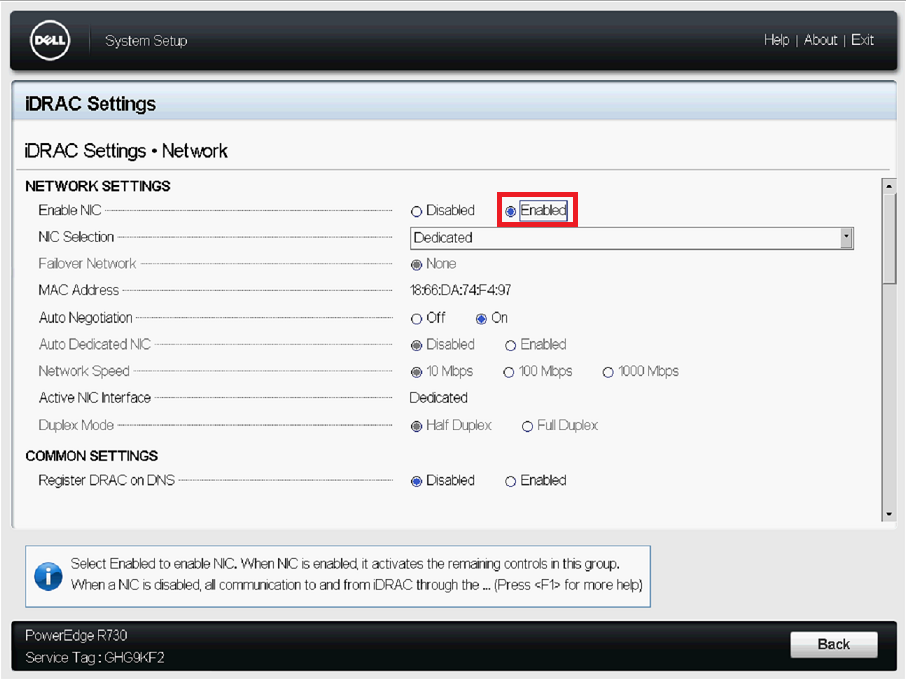 DELL
System Setup
Help | About | Exit
iDRAC Settings
iDRAC Settings • Network
NETWORK SETTINGS
Enable NIC Disabled Enabled
NIC Selection Dedicated
Failover Network None
MAC Address 18:66:DA:74:F4:97
Auto Negotiation Off On
Auto Dedicated NIC Disabled Enabled
Network Speed 10 Mbps 100 Mbps 1000 Mbps
Active NIC Interface Dedicated
Duplex Mode Half Duplex Full Duplex
COMMON SETTINGS
Register DRAC on DNS Disabled Enabled
Select Enabled to enable NIC. When NIC is enabled, it activates the remaining controls in this group.
When a NIC is disabled, all communication to and from iDRAC through the ... (Press <F1> for more help)
PowerEdge R730
Service Tag : GHG9KF2
Back